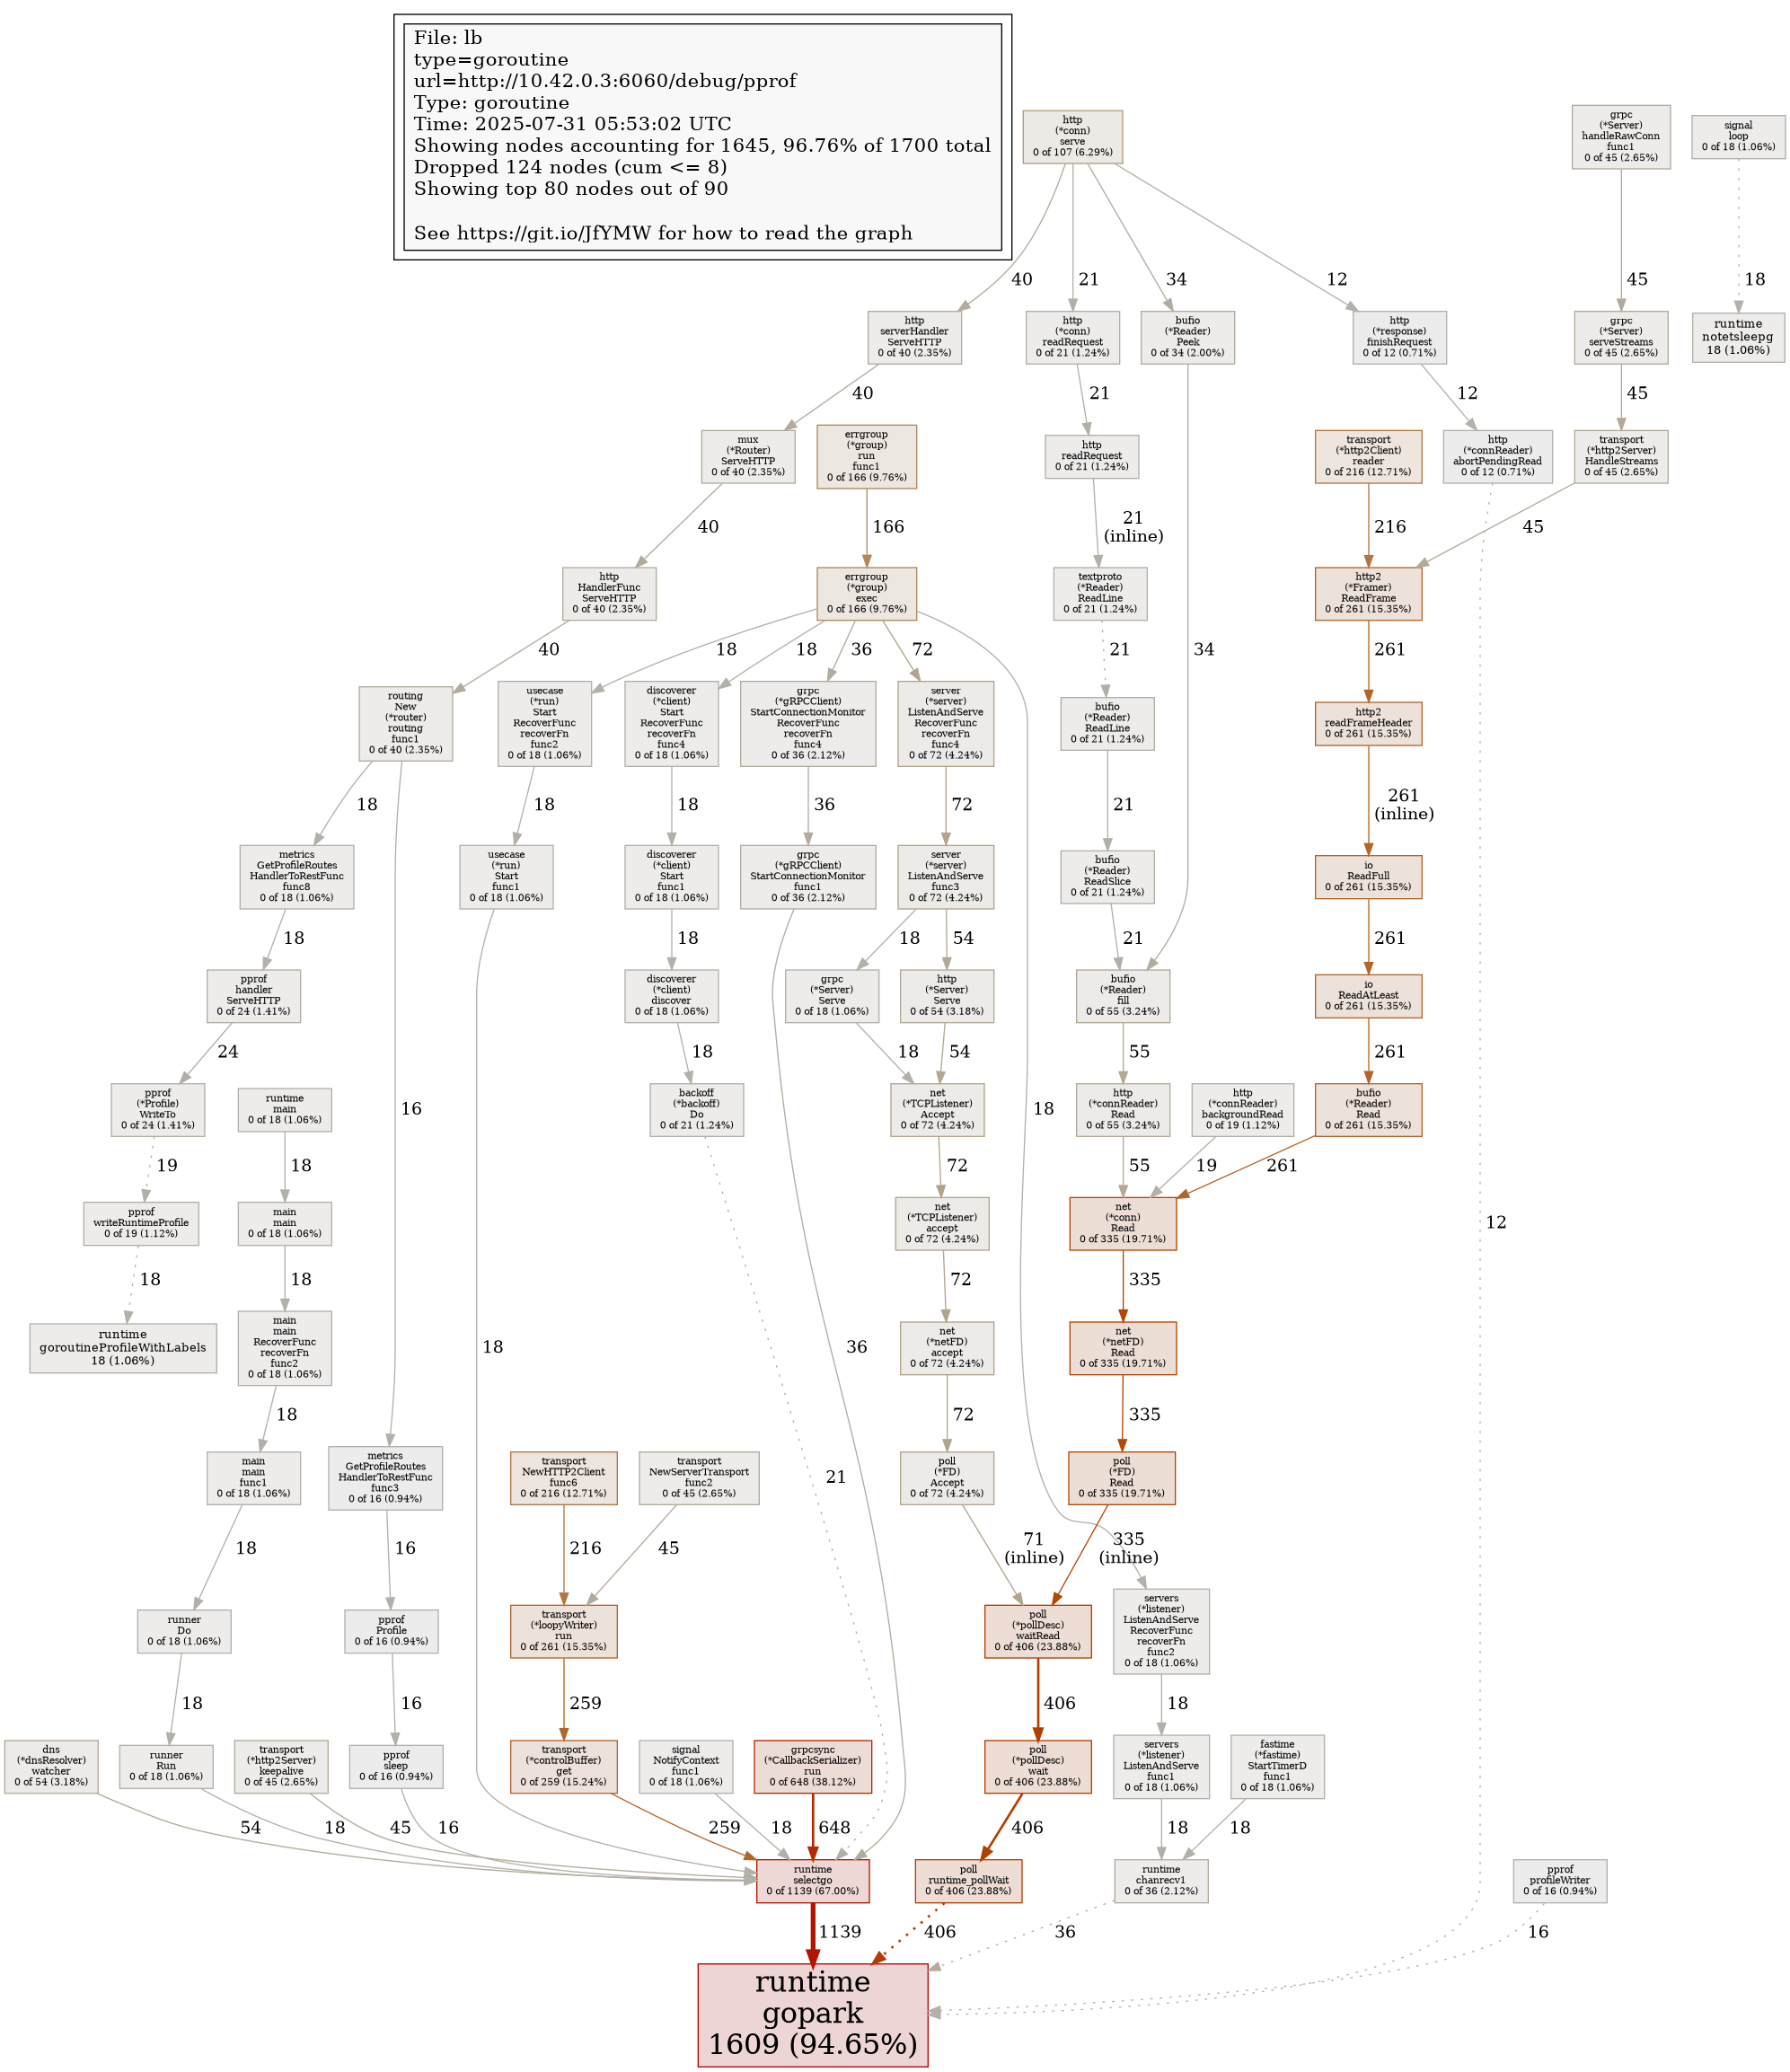 File: lb
type=goroutine
url=http://10.42.0.3:6060/debug/pprof
Type: goroutine
Time: 2025-07-31 05:53:02 UTC
Showing nodes accounting for 1645, 96.76% of 1700 total
Dropped 124 nodes (cum <= 8)
Showing top 80 nodes out of 90
See https://git.io/JfYMW for how to read the graph
http
(*conn)
serve
0 of 107 (6.29%)
grpc
(*Server)
handleRawConn
func1
0 of 45 (2.65%)
signal
loop
0 of 18 (1.06%)
40
21
34
12
45
18
http
serverHandler
ServeHTTP
0 of 40 (2.35%)
http
(*conn)
readRequest
0 of 21 (1.24%)
bufio
(*Reader)
Peek
0 of 34 (2.00%)
http
(*response)
finishRequest
0 of 12 (0.71%)
grpc
(*Server)
serveStreams
0 of 45 (2.65%)
runtime
notetsleepg
18 (1.06%)
40
21
12
45
mux
(*Router)
ServeHTTP
0 of 40 (2.35%)
errgroup
(*group)
run
func1
0 of 166 (9.76%)
http
readRequest
0 of 21 (1.24%)
transport
(*http2Client)
reader
0 of 216 (12.71%)
http
(*connReader)
abortPendingRead
0 of 12 (0.71%)
transport
(*http2Server)
HandleStreams
0 of 45 (2.65%)
40
166
21
(inline)
216
45
http
HandlerFunc
ServeHTTP
0 of 40 (2.35%)
errgroup
(*group)
exec
0 of 166 (9.76%)
textproto
(*Reader)
ReadLine
0 of 21 (1.24%)
http2
(*Framer)
ReadFrame
0 of 261 (15.35%)
40
18
18
36
72
21
34
261
routing
New
(*router)
routing
func1
0 of 40 (2.35%)
usecase
(*run)
Start
RecoverFunc
recoverFn
func2
0 of 18 (1.06%)
discoverer
(*client)
Start
RecoverFunc
recoverFn
func4
0 of 18 (1.06%)
grpc
(*gRPCClient)
StartConnectionMonitor
RecoverFunc
recoverFn
func4
0 of 36 (2.12%)
server
(*server)
ListenAndServe
RecoverFunc
recoverFn
func4
0 of 72 (4.24%)
bufio
(*Reader)
ReadLine
0 of 21 (1.24%)
http2
readFrameHeader
0 of 261 (15.35%)
18
18
18
36
72
21
261
(inline)
metrics
GetProfileRoutes
HandlerToRestFunc
func8
0 of 18 (1.06%)
usecase
(*run)
Start
func1
0 of 18 (1.06%)
discoverer
(*client)
Start
func1
0 of 18 (1.06%)
grpc
(*gRPCClient)
StartConnectionMonitor
func1
0 of 36 (2.12%)
server
(*server)
ListenAndServe
func3
0 of 72 (4.24%)
bufio
(*Reader)
ReadSlice
0 of 21 (1.24%)
io
ReadFull
0 of 261 (15.35%)
18
18
18
54
21
261
pprof
handler
ServeHTTP
0 of 24 (1.41%)
discoverer
(*client)
discover
0 of 18 (1.06%)
grpc
(*Server)
Serve
0 of 18 (1.06%)
http
(*Server)
Serve
0 of 54 (3.18%)
bufio
(*Reader)
fill
0 of 55 (3.24%)
io
ReadAtLeast
0 of 261 (15.35%)
24
18
18
54
55
261
pprof
(*Profile)
WriteTo
0 of 24 (1.41%)
runtime
main
0 of 18 (1.06%)
16
backoff
(*backoff)
Do
0 of 21 (1.24%)
net
(*TCPListener)
Accept
0 of 72 (4.24%)
18
http
(*connReader)
Read
0 of 55 (3.24%)
http
(*connReader)
backgroundRead
0 of 19 (1.12%)
bufio
(*Reader)
Read
0 of 261 (15.35%)
19
18
72
55
19
261
12
pprof
writeRuntimeProfile
0 of 19 (1.12%)
main
main
0 of 18 (1.06%)
net
(*TCPListener)
accept
0 of 72 (4.24%)
net
(*conn)
Read
0 of 335 (19.71%)
18
18
72
335
runtime
goroutineProfileWithLabels
18 (1.06%)
main
main
RecoverFunc
recoverFn
func2
0 of 18 (1.06%)
18
36
net
(*netFD)
accept
0 of 72 (4.24%)
net
(*netFD)
Read
0 of 335 (19.71%)
18
72
335
main
main
func1
0 of 18 (1.06%)
metrics
GetProfileRoutes
HandlerToRestFunc
func3
0 of 16 (0.94%)
transport
NewHTTP2Client
func6
0 of 216 (12.71%)
transport
NewServerTransport
func2
0 of 45 (2.65%)
21
poll
(*FD)
Accept
0 of 72 (4.24%)
poll
(*FD)
Read
0 of 335 (19.71%)
18
16
216
45
71
(inline)
335
(inline)
runner
Do
0 of 18 (1.06%)
pprof
Profile
0 of 16 (0.94%)
transport
(*loopyWriter)
run
0 of 261 (15.35%)
poll
(*pollDesc)
waitRead
0 of 406 (23.88%)
servers
(*listener)
ListenAndServe
RecoverFunc
recoverFn
func2
0 of 18 (1.06%)
18
16
259
406
18
dns
(*dnsResolver)
watcher
0 of 54 (3.18%)
runner
Run
0 of 18 (1.06%)
transport
(*http2Server)
keepalive
0 of 45 (2.65%)
pprof
sleep
0 of 16 (0.94%)
transport
(*controlBuffer)
get
0 of 259 (15.24%)
signal
NotifyContext
func1
0 of 18 (1.06%)
grpcsync
(*CallbackSerializer)
run
0 of 648 (38.12%)
poll
(*pollDesc)
wait
0 of 406 (23.88%)
servers
(*listener)
ListenAndServe
func1
0 of 18 (1.06%)
fastime
(*fastime)
StartTimerD
func1
0 of 18 (1.06%)
54
18
45
16
259
18
648
406
18
18
runtime
selectgo
0 of 1139 (67.00%)
poll
runtime_pollWait
0 of 406 (23.88%)
runtime
chanrecv1
0 of 36 (2.12%)
pprof
profileWriter
0 of 16 (0.94%)
1139
406
36
16
runtime
gopark
1609 (94.65%)